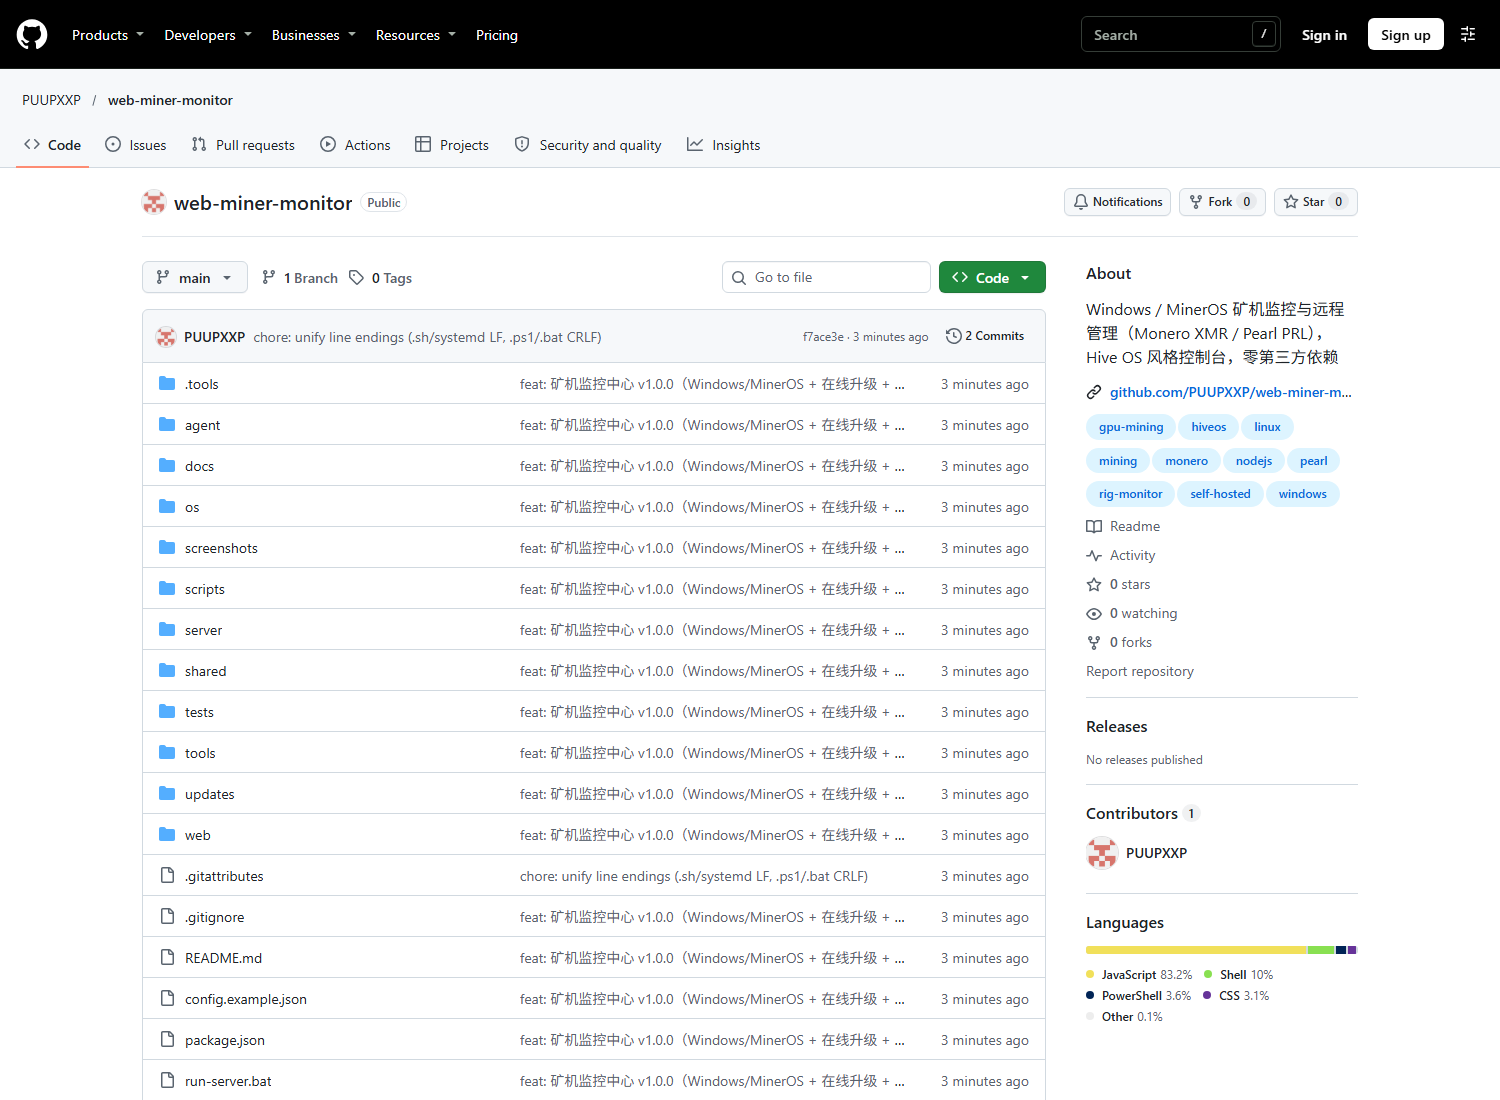 Products Developers Businesses Resources Pricing Search / Sign in Sign up
PUUPXXP / web-miner-monitor
Code Issues Pull requests Actions Projects Security and quality Insights
web-miner-monitor Public Notifications Fork 0 Star 0
main 1 Branch 0 Tags Go to file Code
PUUPXXP chore: unify line endings (.sh/systemd LF, .ps1/.bat CRLF) f7ace3e · 3 minutes ago 2 Commits
.tools feat: 矿机监控中心 v1.0.0（Windows/MinerOS + 在线升级 + ... 3 minutes ago
agent feat: 矿机监控中心 v1.0.0（Windows/MinerOS + 在线升级 + ... 3 minutes ago
docs feat: 矿机监控中心 v1.0.0（Windows/MinerOS + 在线升级 + ... 3 minutes ago
os feat: 矿机监控中心 v1.0.0（Windows/MinerOS + 在线升级 + ... 3 minutes ago
screenshots feat: 矿机监控中心 v1.0.0（Windows/MinerOS + 在线升级 + ... 3 minutes ago
scripts feat: 矿机监控中心 v1.0.0（Windows/MinerOS + 在线升级 + ... 3 minutes ago
server feat: 矿机监控中心 v1.0.0（Windows/MinerOS + 在线升级 + ... 3 minutes ago
shared feat: 矿机监控中心 v1.0.0（Windows/MinerOS + 在线升级 + ... 3 minutes ago
tests feat: 矿机监控中心 v1.0.0（Windows/MinerOS + 在线升级 + ... 3 minutes ago
tools feat: 矿机监控中心 v1.0.0（Windows/MinerOS + 在线升级 + ... 3 minutes ago
updates feat: 矿机监控中心 v1.0.0（Windows/MinerOS + 在线升级 + ... 3 minutes ago
web feat: 矿机监控中心 v1.0.0（Windows/MinerOS + 在线升级 + ... 3 minutes ago
.gitattributes chore: unify line endings (.sh/systemd LF, .ps1/.bat CRLF) 3 minutes ago
.gitignore feat: 矿机监控中心 v1.0.0（Windows/MinerOS + 在线升级 + ... 3 minutes ago
README.md feat: 矿机监控中心 v1.0.0（Windows/MinerOS + 在线升级 + ... 3 minutes ago
config.example.json feat: 矿机监控中心 v1.0.0（Windows/MinerOS + 在线升级 + ... 3 minutes ago
package.json feat: 矿机监控中心 v1.0.0（Windows/MinerOS + 在线升级 + ... 3 minutes ago
run-server.bat feat: 矿机监控中心 v1.0.0（Windows/MinerOS + 在线升级 + ... 3 minutes ago
About
Windows / MinerOS 矿机监控与远程
管理（Monero XMR / Pearl PRL），
Hive OS 风格控制台，零第三方依赖
github.com/PUUPXXP/web-miner-m...
gpu-mining hiveos linux
mining monero nodejs pearl
rig-monitor self-hosted windows
Readme
Activity
0 stars
0 watching
0 forks
Report repository
Releases
No releases published
Contributors 1
PUUPXXP
Languages
JavaScript 83.2% Shell 10%
PowerShell 3.6% CSS 3.1%
Other 0.1%